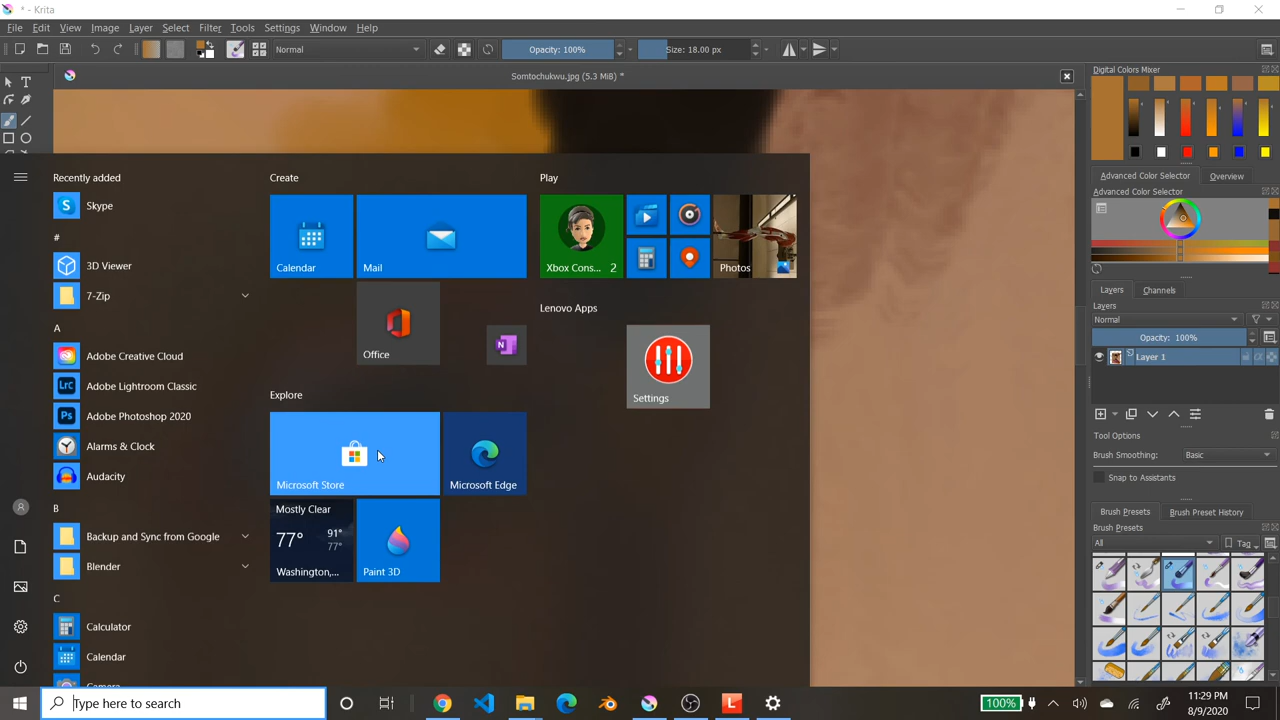 * - Krita
File Edit View Image Layer Select Filter Tools Settings Window Help
Normal Opacity: 100% Size: 18.00 px
Somtochukwu.jpg (5.3 MiB) *
Digital Colors Mixer
Advanced Color Selector Overview
Advanced Color Selector
Layers Channels
Layers
Normal
Opacity: 100%
Layer 1
Tool Options
Brush Smoothing: Basic
Snap to Assistants
Brush Presets Brush Preset History
Brush Presets
All Tag
Recently added
Skype
#
3D Viewer
7-Zip
A
Adobe Creative Cloud
Adobe Lightroom Classic
Adobe Photoshop 2020
Alarms & Clock
Audacity
B
Backup and Sync from Google
Blender
C
Calculator
Calendar
Camera
Create
Calendar
Mail
Office
Explore
Microsoft Store
Microsoft Edge
Mostly Clear
77° 91°
77°
Washington,...
Paint 3D
Play
Xbox Cons... 2
Photos
Lenovo Apps
Settings
Type here to search
100%
11:29 PM
8/9/2020